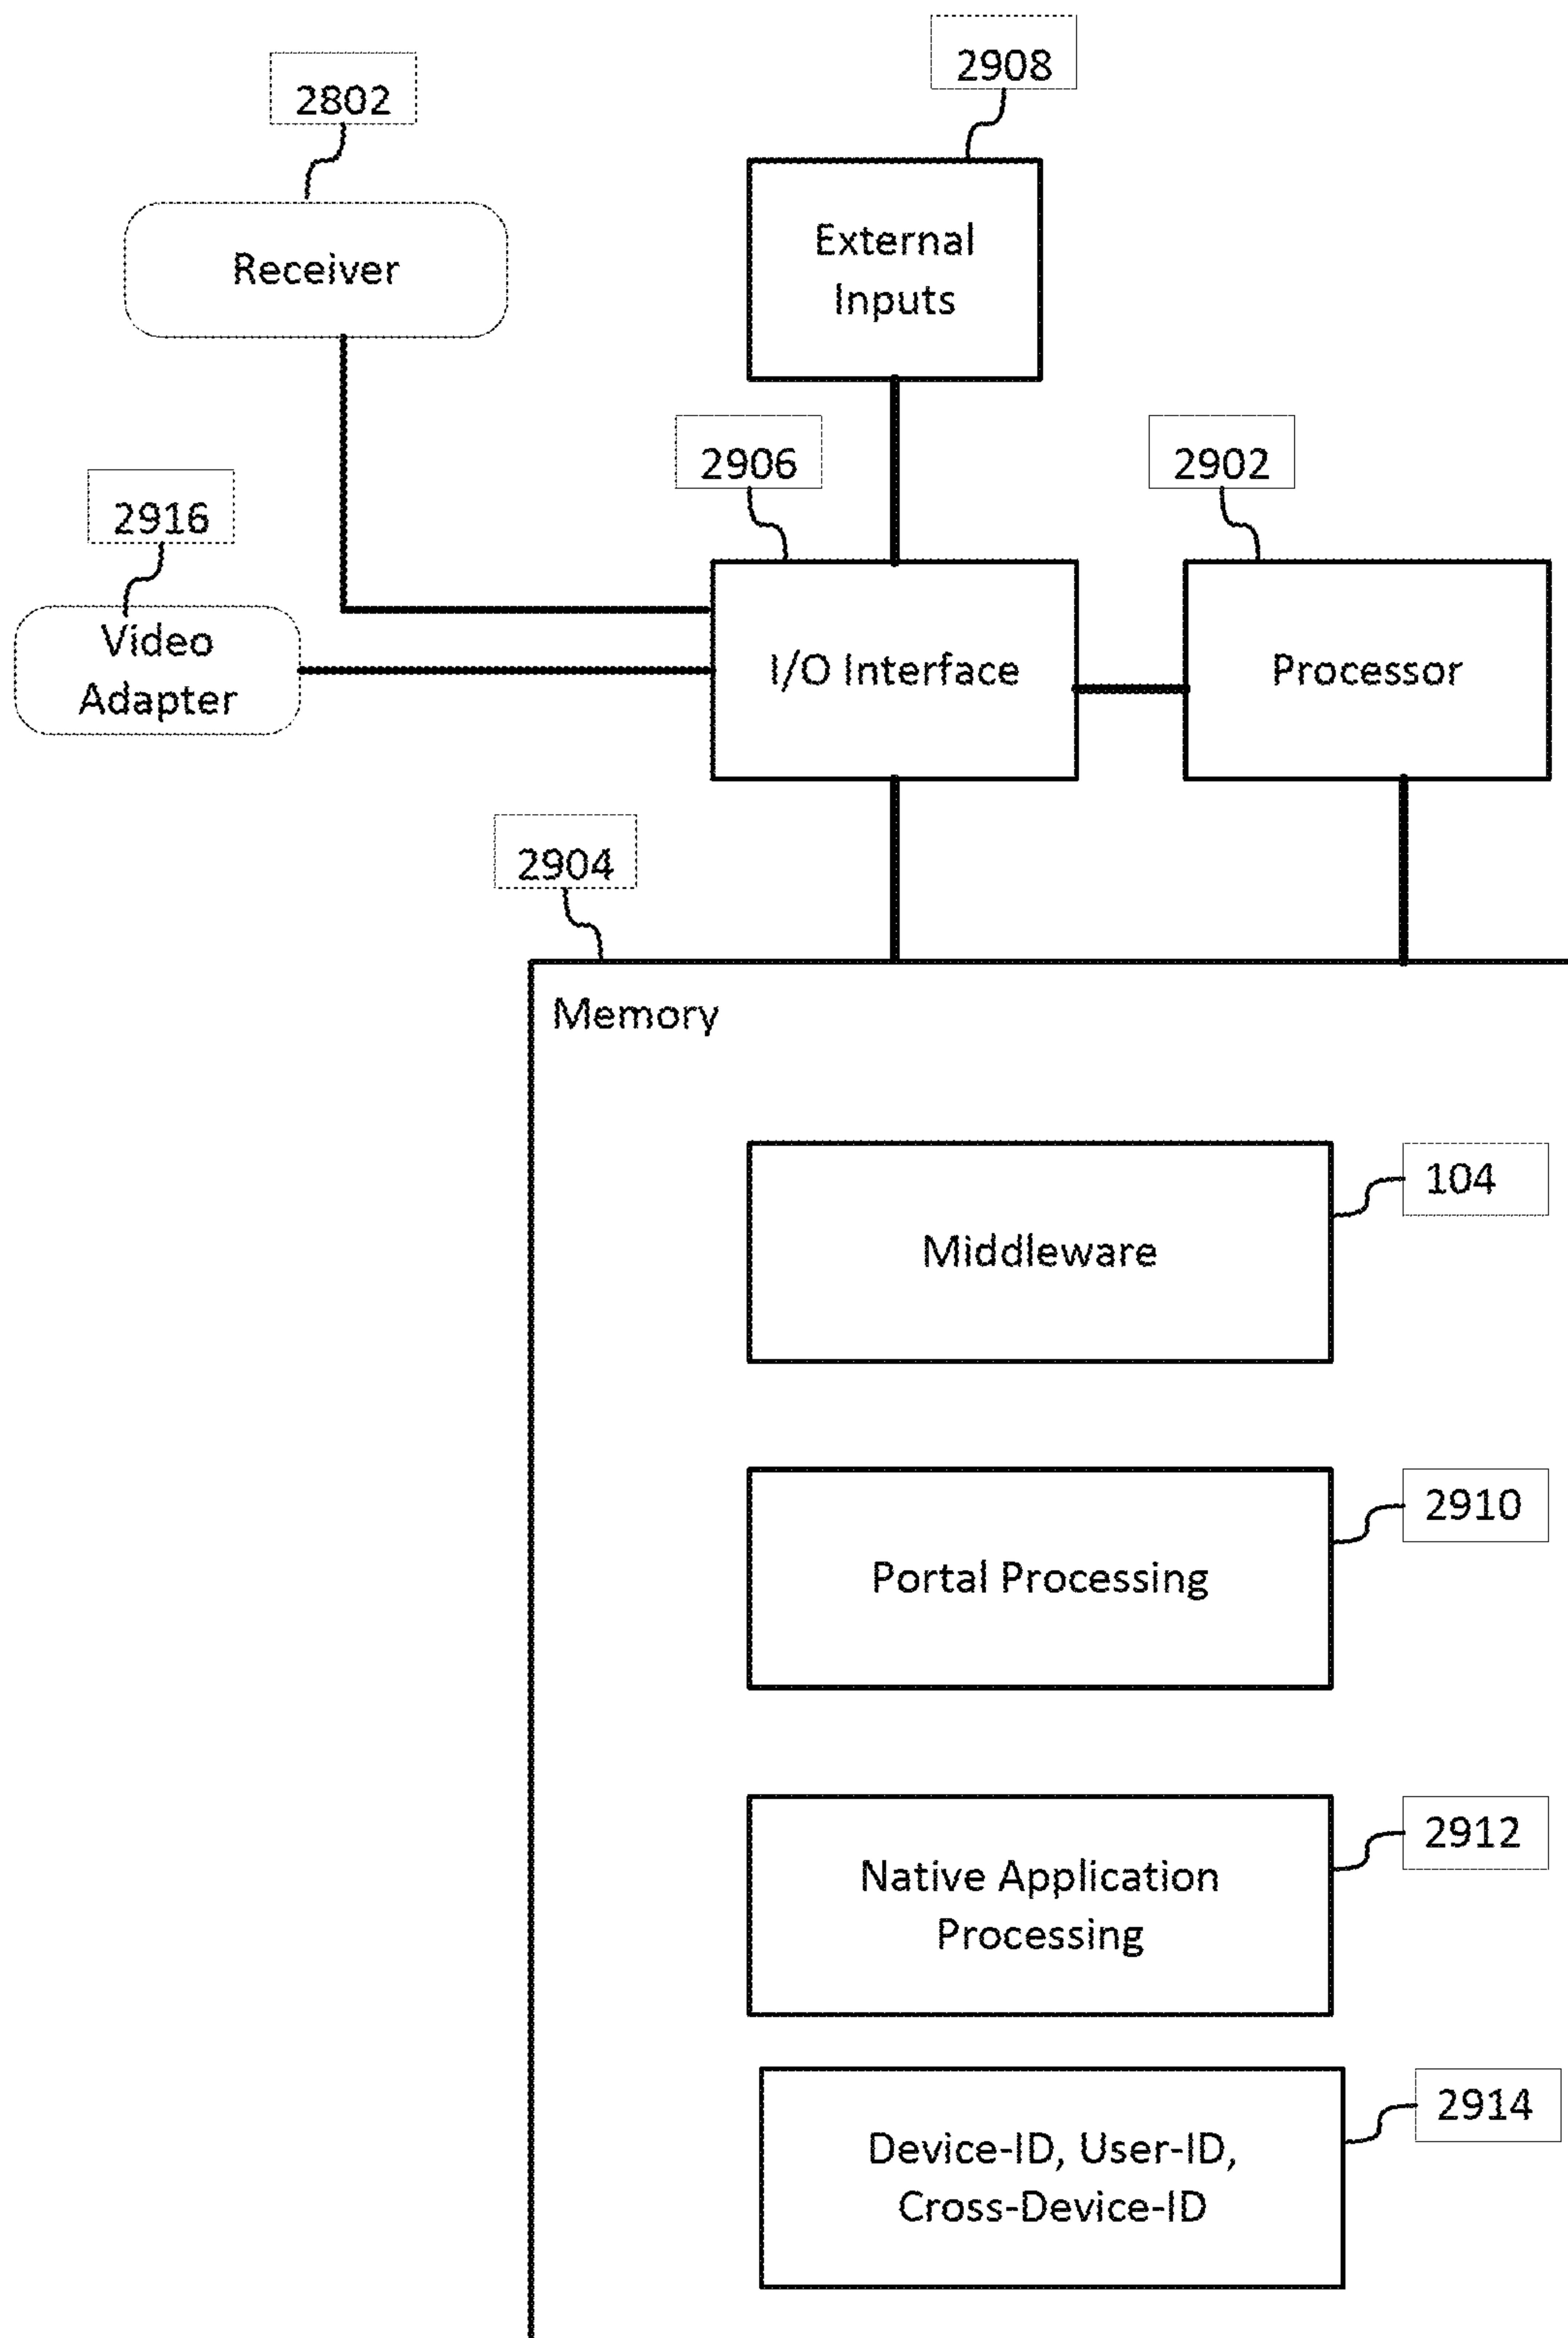 2908
2802
External
Inputs
Receiver
2906
2902
2916
Video
Adapter
I/O Interface
Processor
2904
Memory
104
Middleware
2910
Portal Processing
2912
Native Application
Processing
2914
Device-ID, User-ID,
Cross-Device-ID